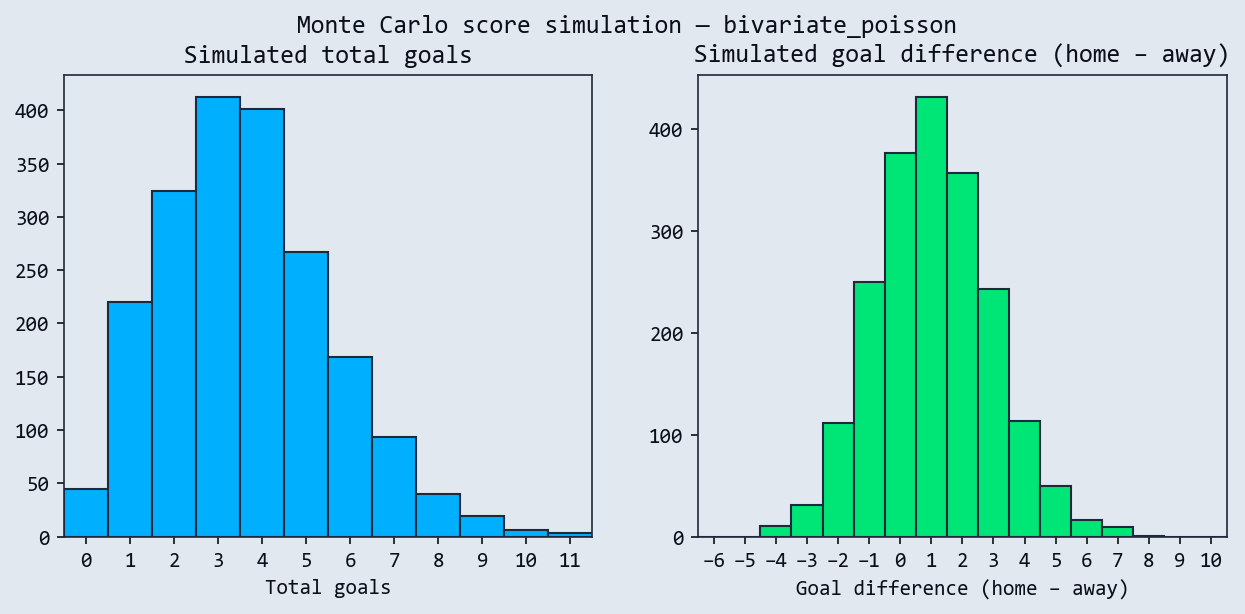 Monte Carlo score simulation – bivariate_poisson
Simulated total goals
400
350
300
250
200
150
100
50
0
0 1 2 3 4 5 6 7 8 9 10 11
Total goals
Simulated goal difference (home – away)
400
300
200
100
0
−6 −5 −4 −3 −2 −1 0 1 2 3 4 5 6 7 8 9 10
Goal difference (home – away)